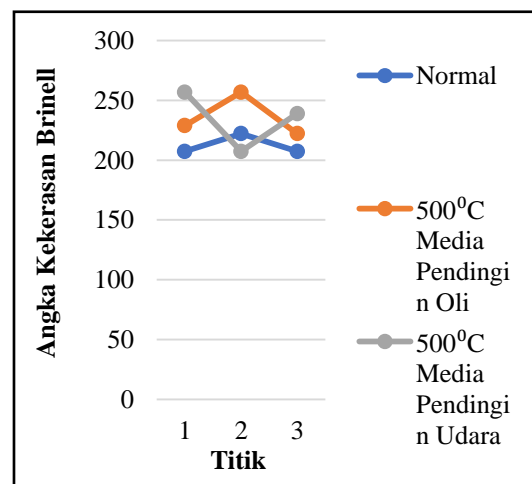 Angka Kekerasan Brinell
300
250
200
150
100
50
0
1 2 3
Titik
Normal
500⁰C
Media
Pendingi
n Oli
500⁰C
Media
Pendingi
n Udara